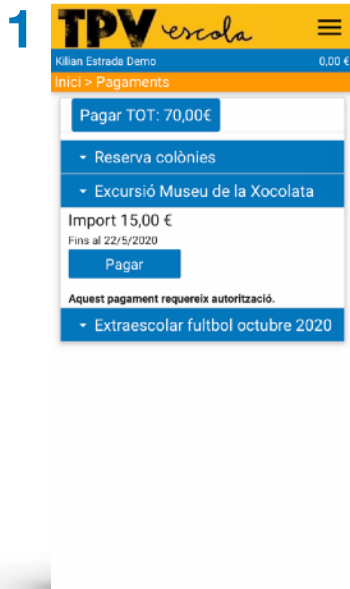 1
TPV escola
Kilian Estrada Demo 0,00 €
Inici > Pagaments
Pagar TOT: 70,00€
Reserva colònies
Excursió Museu de la Xocolata
Import 15,00 €
Fins al 22/5/2020
Pagar
Aquest pagament requereix autorització.
Extraescolar fultbol octubre 2020